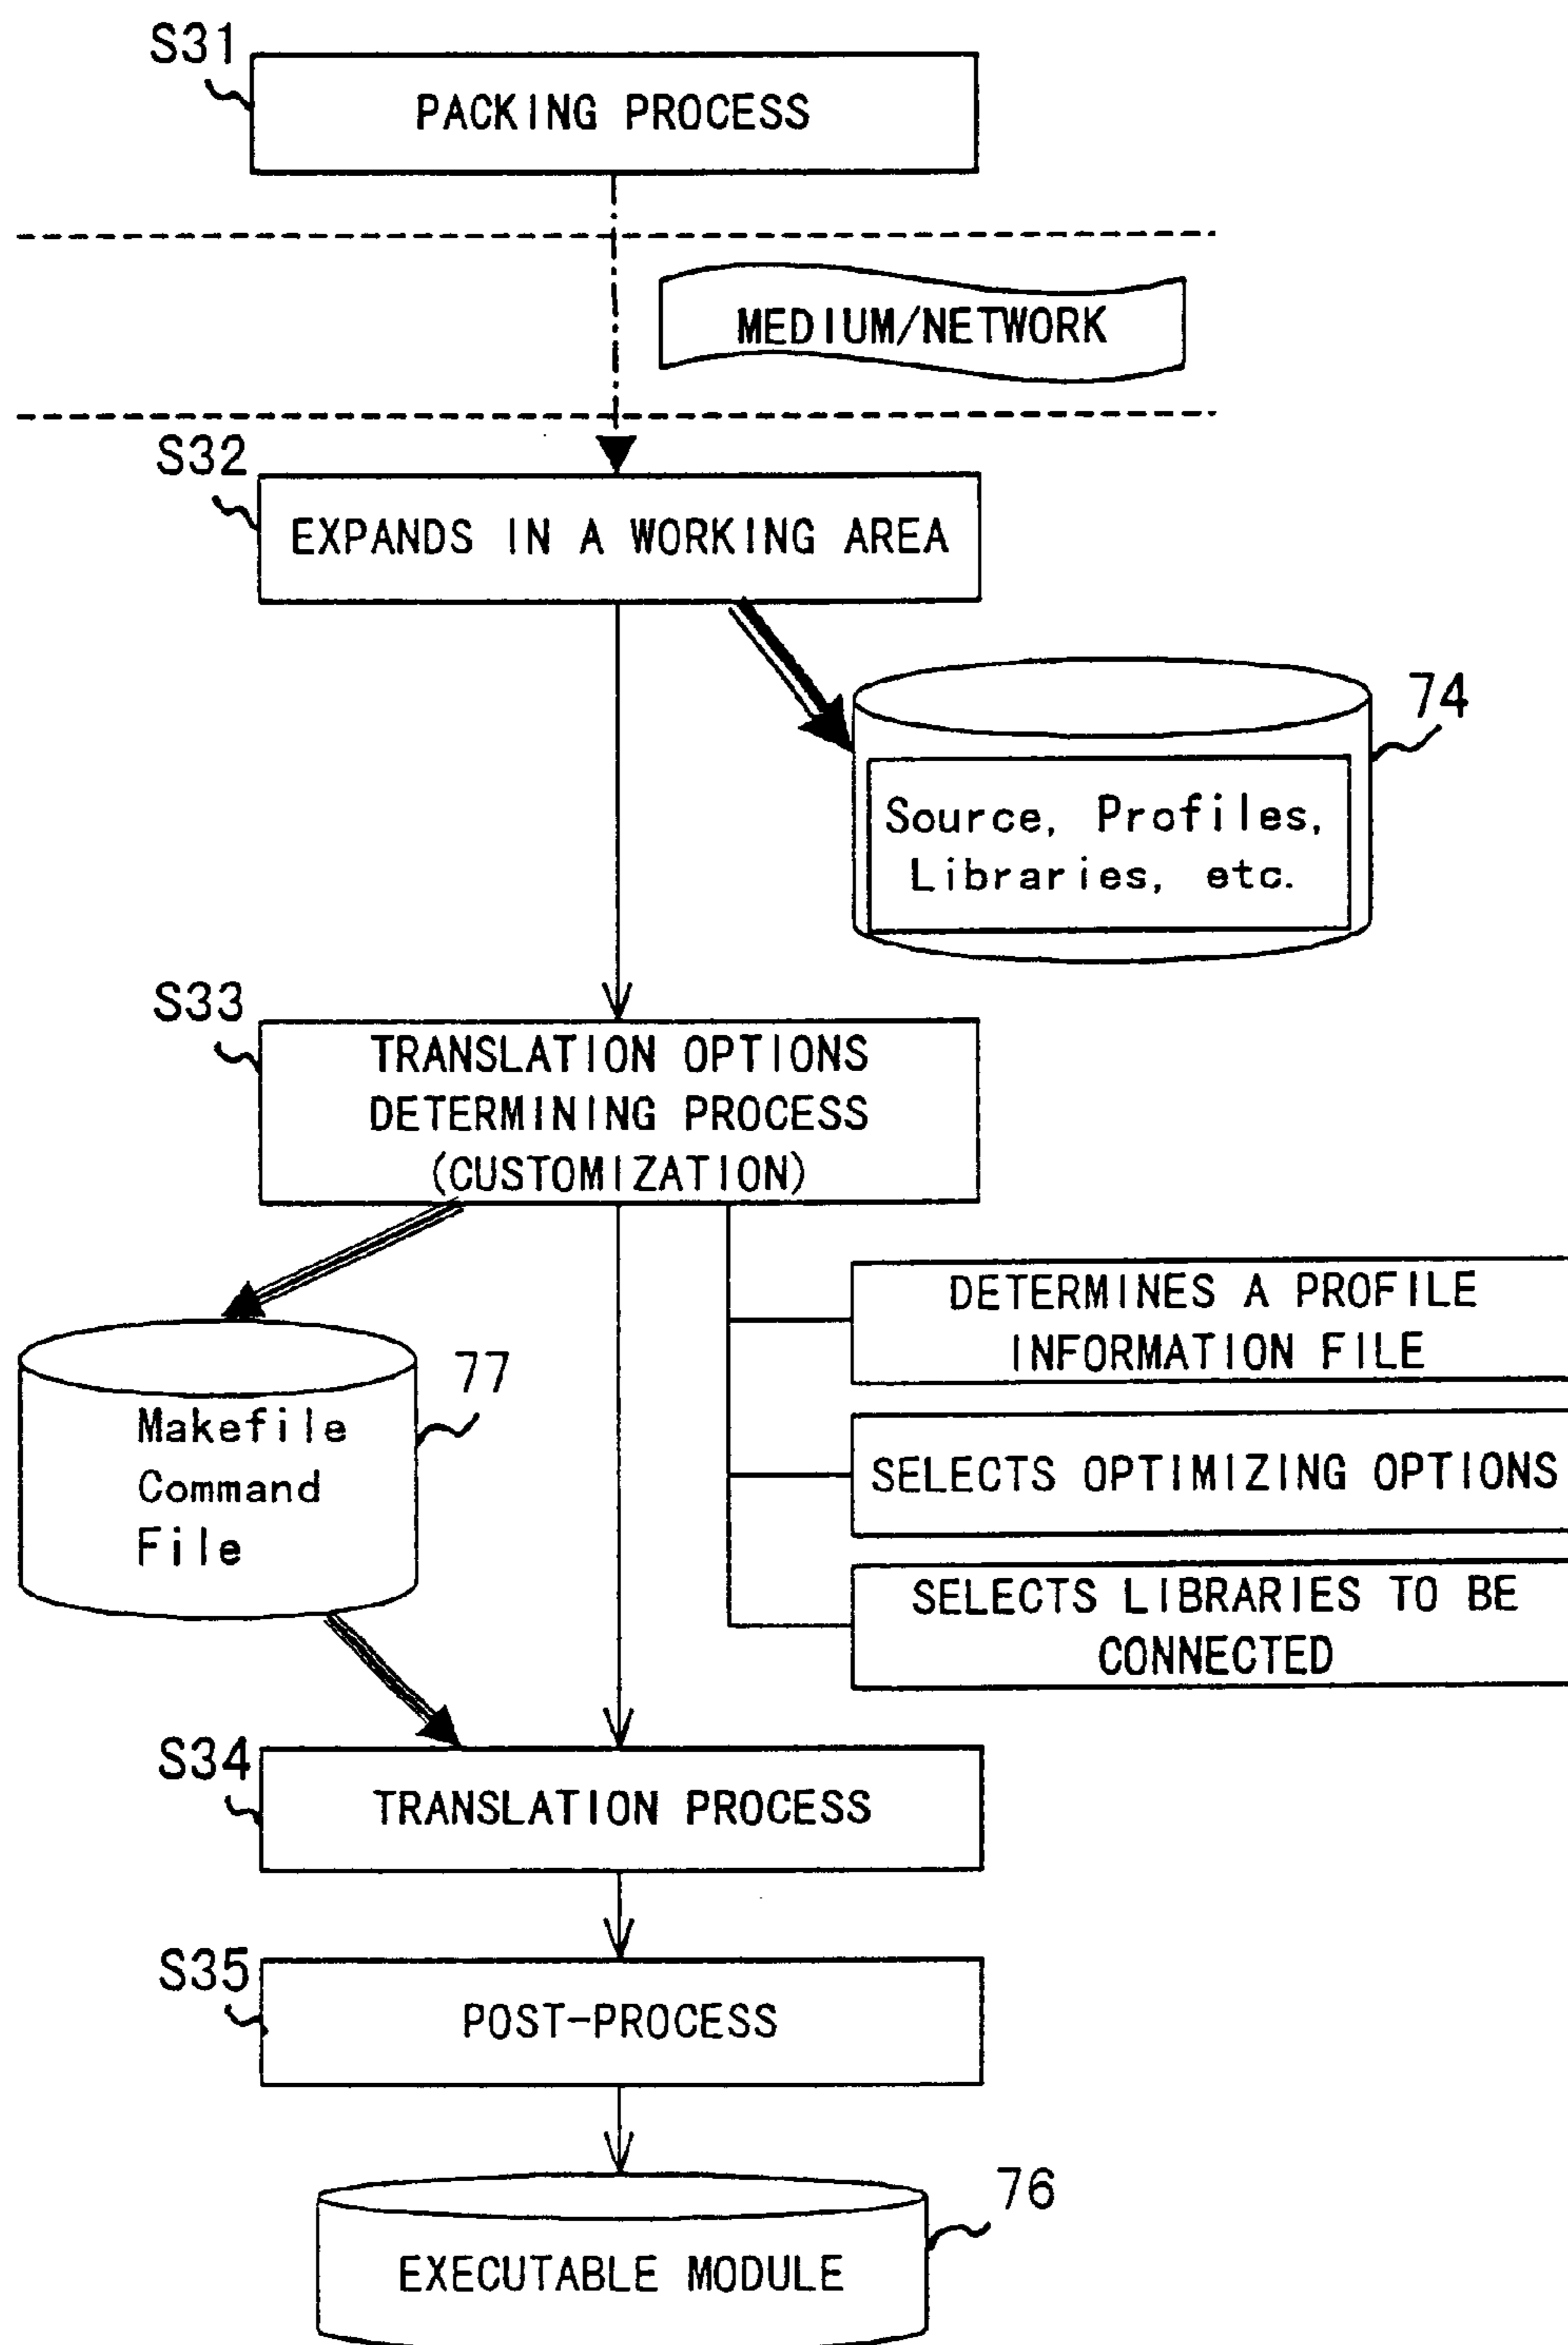 S31
PACKING PROCESS
MEDIUM/NETWORK
S32
EXPANDS IN A WORKING AREA
74
Source, Profiles,
Libraries, etc.
S33
TRANSLATION OPTIONS
DETERMINING PROCESS
(CUSTOMIZATION)
DETERMINES A PROFILE
INFORMATION FILE
77
Makefile
Command
File
SELECTS OPTIMIZING OPTIONS
SELECTS LIBRARIES TO BE
CONNECTED
S34
TRANSLATION PROCESS
S35
POST-PROCESS
76
EXECUTABLE MODULE